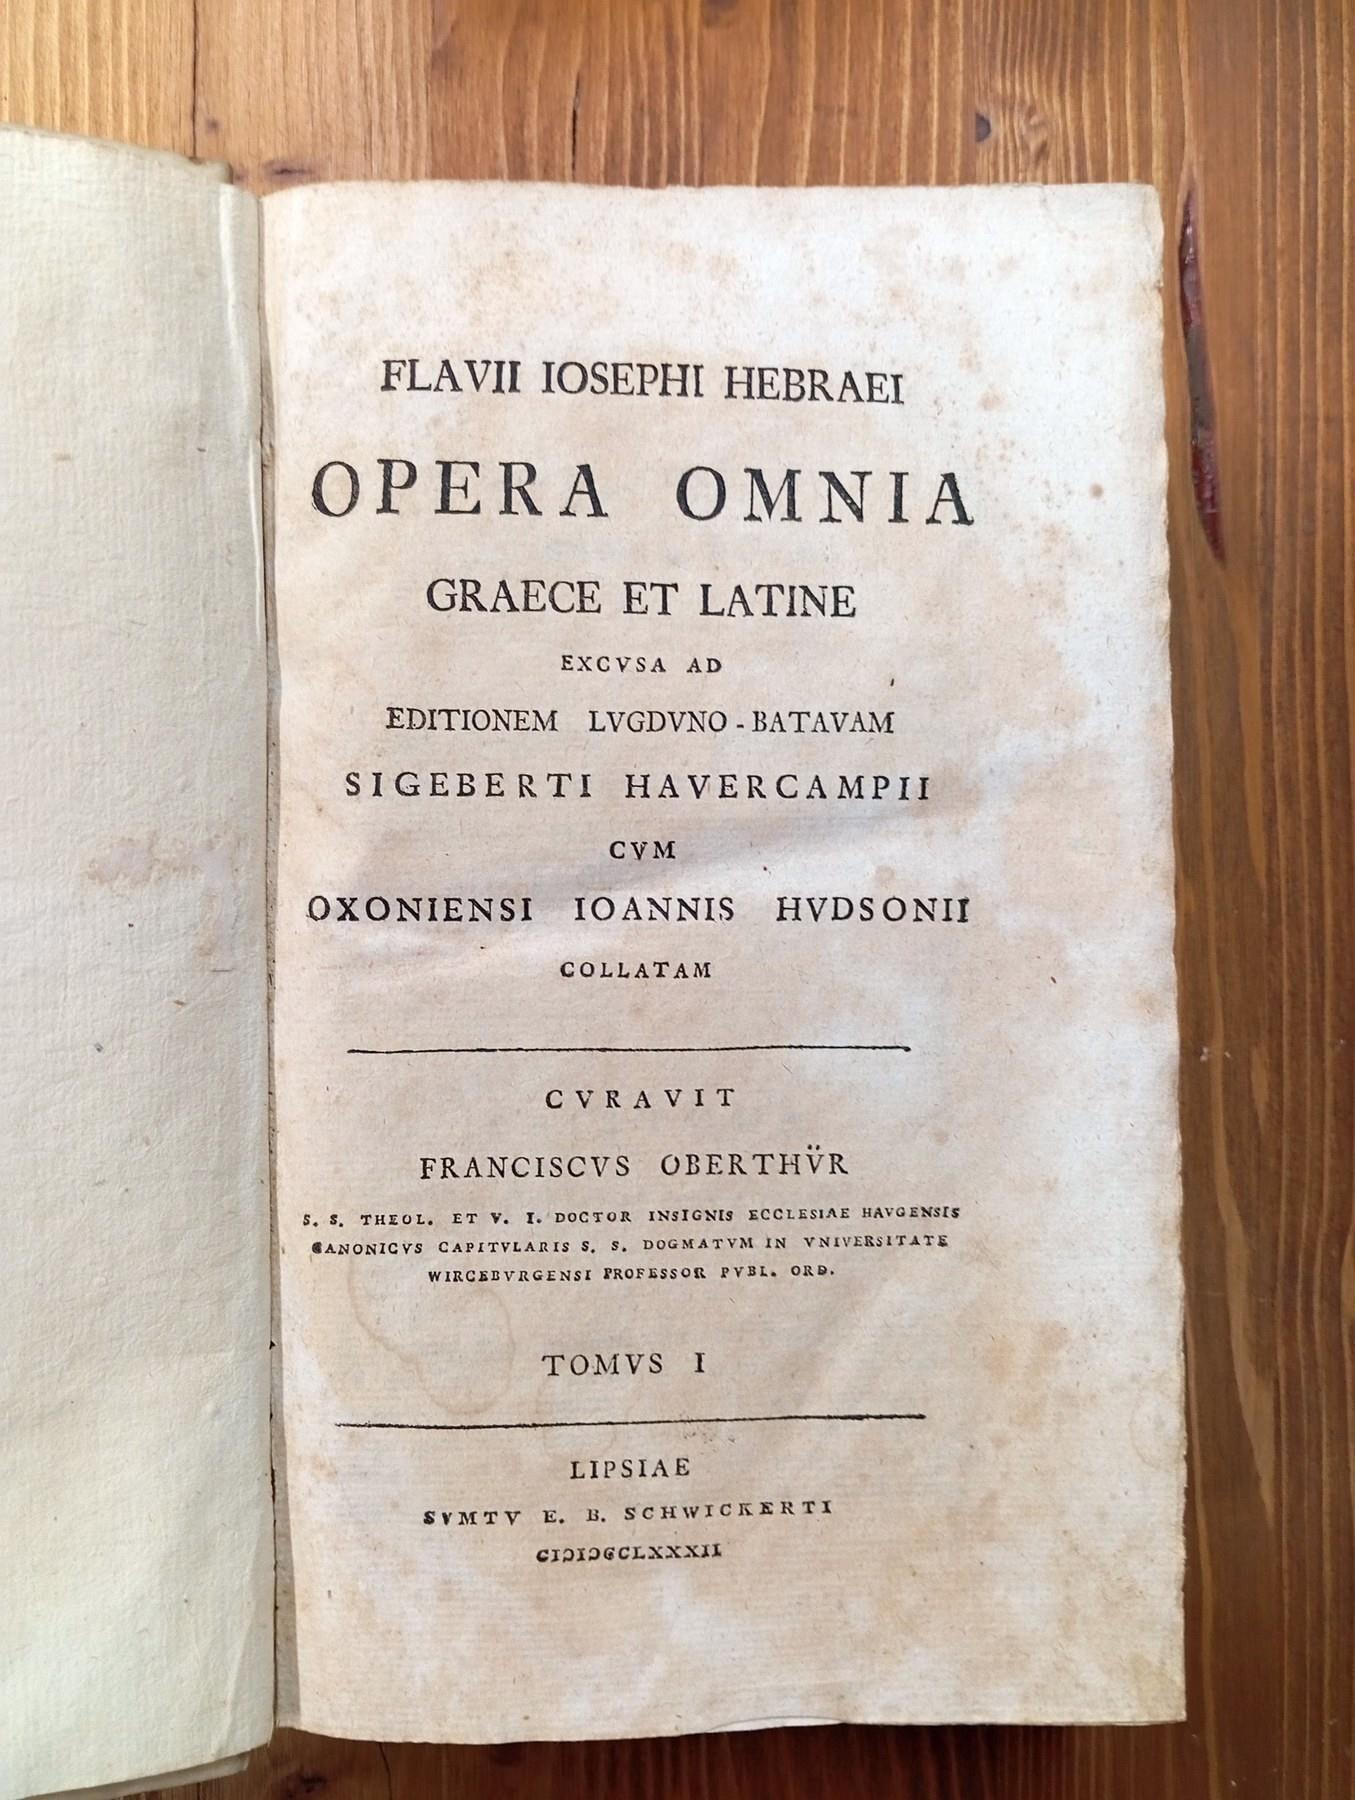 FLAVII IOSEPHI HEBRAEI
OPERA OMNIA
GRAECE ET LATINE
EXCVSA AD
EDITIONEM LVGDVNO-BATAVAM
SIGEBERTI HAVERCAMPII
CVM
OXONIENSI IOANNIS HVDSONII
COLLATAM
CVRAVIT
FRANCISCVS OBERTHÜR
S. S. THEOL. ET V. I. DOCTOR INSIGNIS ECCLESIAE HAVGENSIS
CANONICVS CAPITVLARIS S. S. DOGMATVM IN VNIVERSITATE
WIRCEBVRGENSI PROFESSOR PVBL. ORD.
TOMVS I
LIPSIAE
SVMTV E. B. SCHWICKERTI
CIƆIƆCCLXXXII